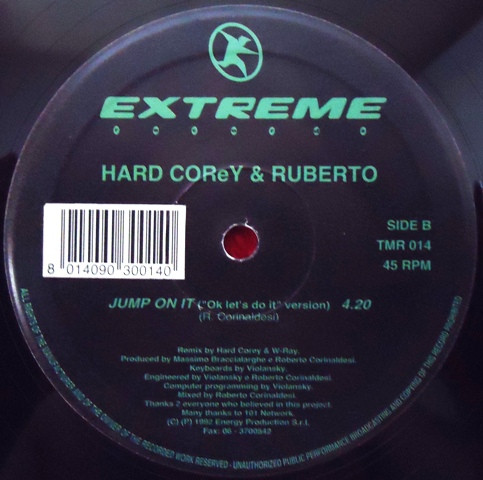 EXTREME
RECORDS
HARD COReY & RUBERTO
SIDE B
TMR 014
45 RPM
8 014090 300140
JUMP ON IT ("Ok let's do it" version) 4.20
(R. Corinaldesi)
Remix by Hard Corey & W-Ray.
Produced by Massimo Bracciatarghe e Roberto Corinaldesi.
Keyboards by Violansky.
Engineered by Violansky e Roberto Corinaldesi.
Computer programming by Violansky.
Mixed by Roberto Corinaldesi.
Thanks 2 everyone who believed in this project.
Many thanks to 101 Network.
(C) (P) 1992 Energy Production S.r.l.
Fax: 06 - 3700542
ALL RIGHTS OF THE MANUFACTURER AND OF THE OWNER OF THE RECORDED WORK RESERVED - UNAUTHORIZED PUBLIC PERFORMANCE BROADCASTING AND COPYING OF THIS RECORD PROHIBITED